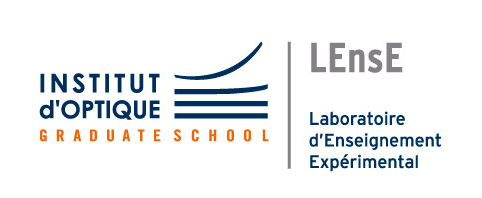 INSTITUT
d'OPTIQUE
GRADUATE SCHOOL
LEnsE
Laboratoire
d'Enseignement
Expérimental